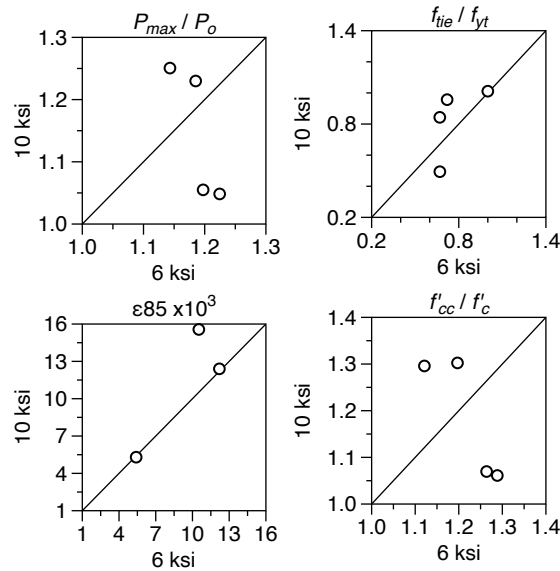 P_max / P_o
1.3
1.2
1.1
1.0
10 ksi
1.0 1.1 1.2 1.3
6 ksi
f_tie / f_yt
1.4
0.8
0.2
10 ksi
0.2 0.8 1.4
6 ksi
ε85 x10³
16
13
10
7
4
1
10 ksi
1 4 7 10 13 16
6 ksi
f'_cc / f'_c
1.4
1.3
1.2
1.1
1.0
10 ksi
1.0 1.1 1.2 1.3 1.4
6 ksi